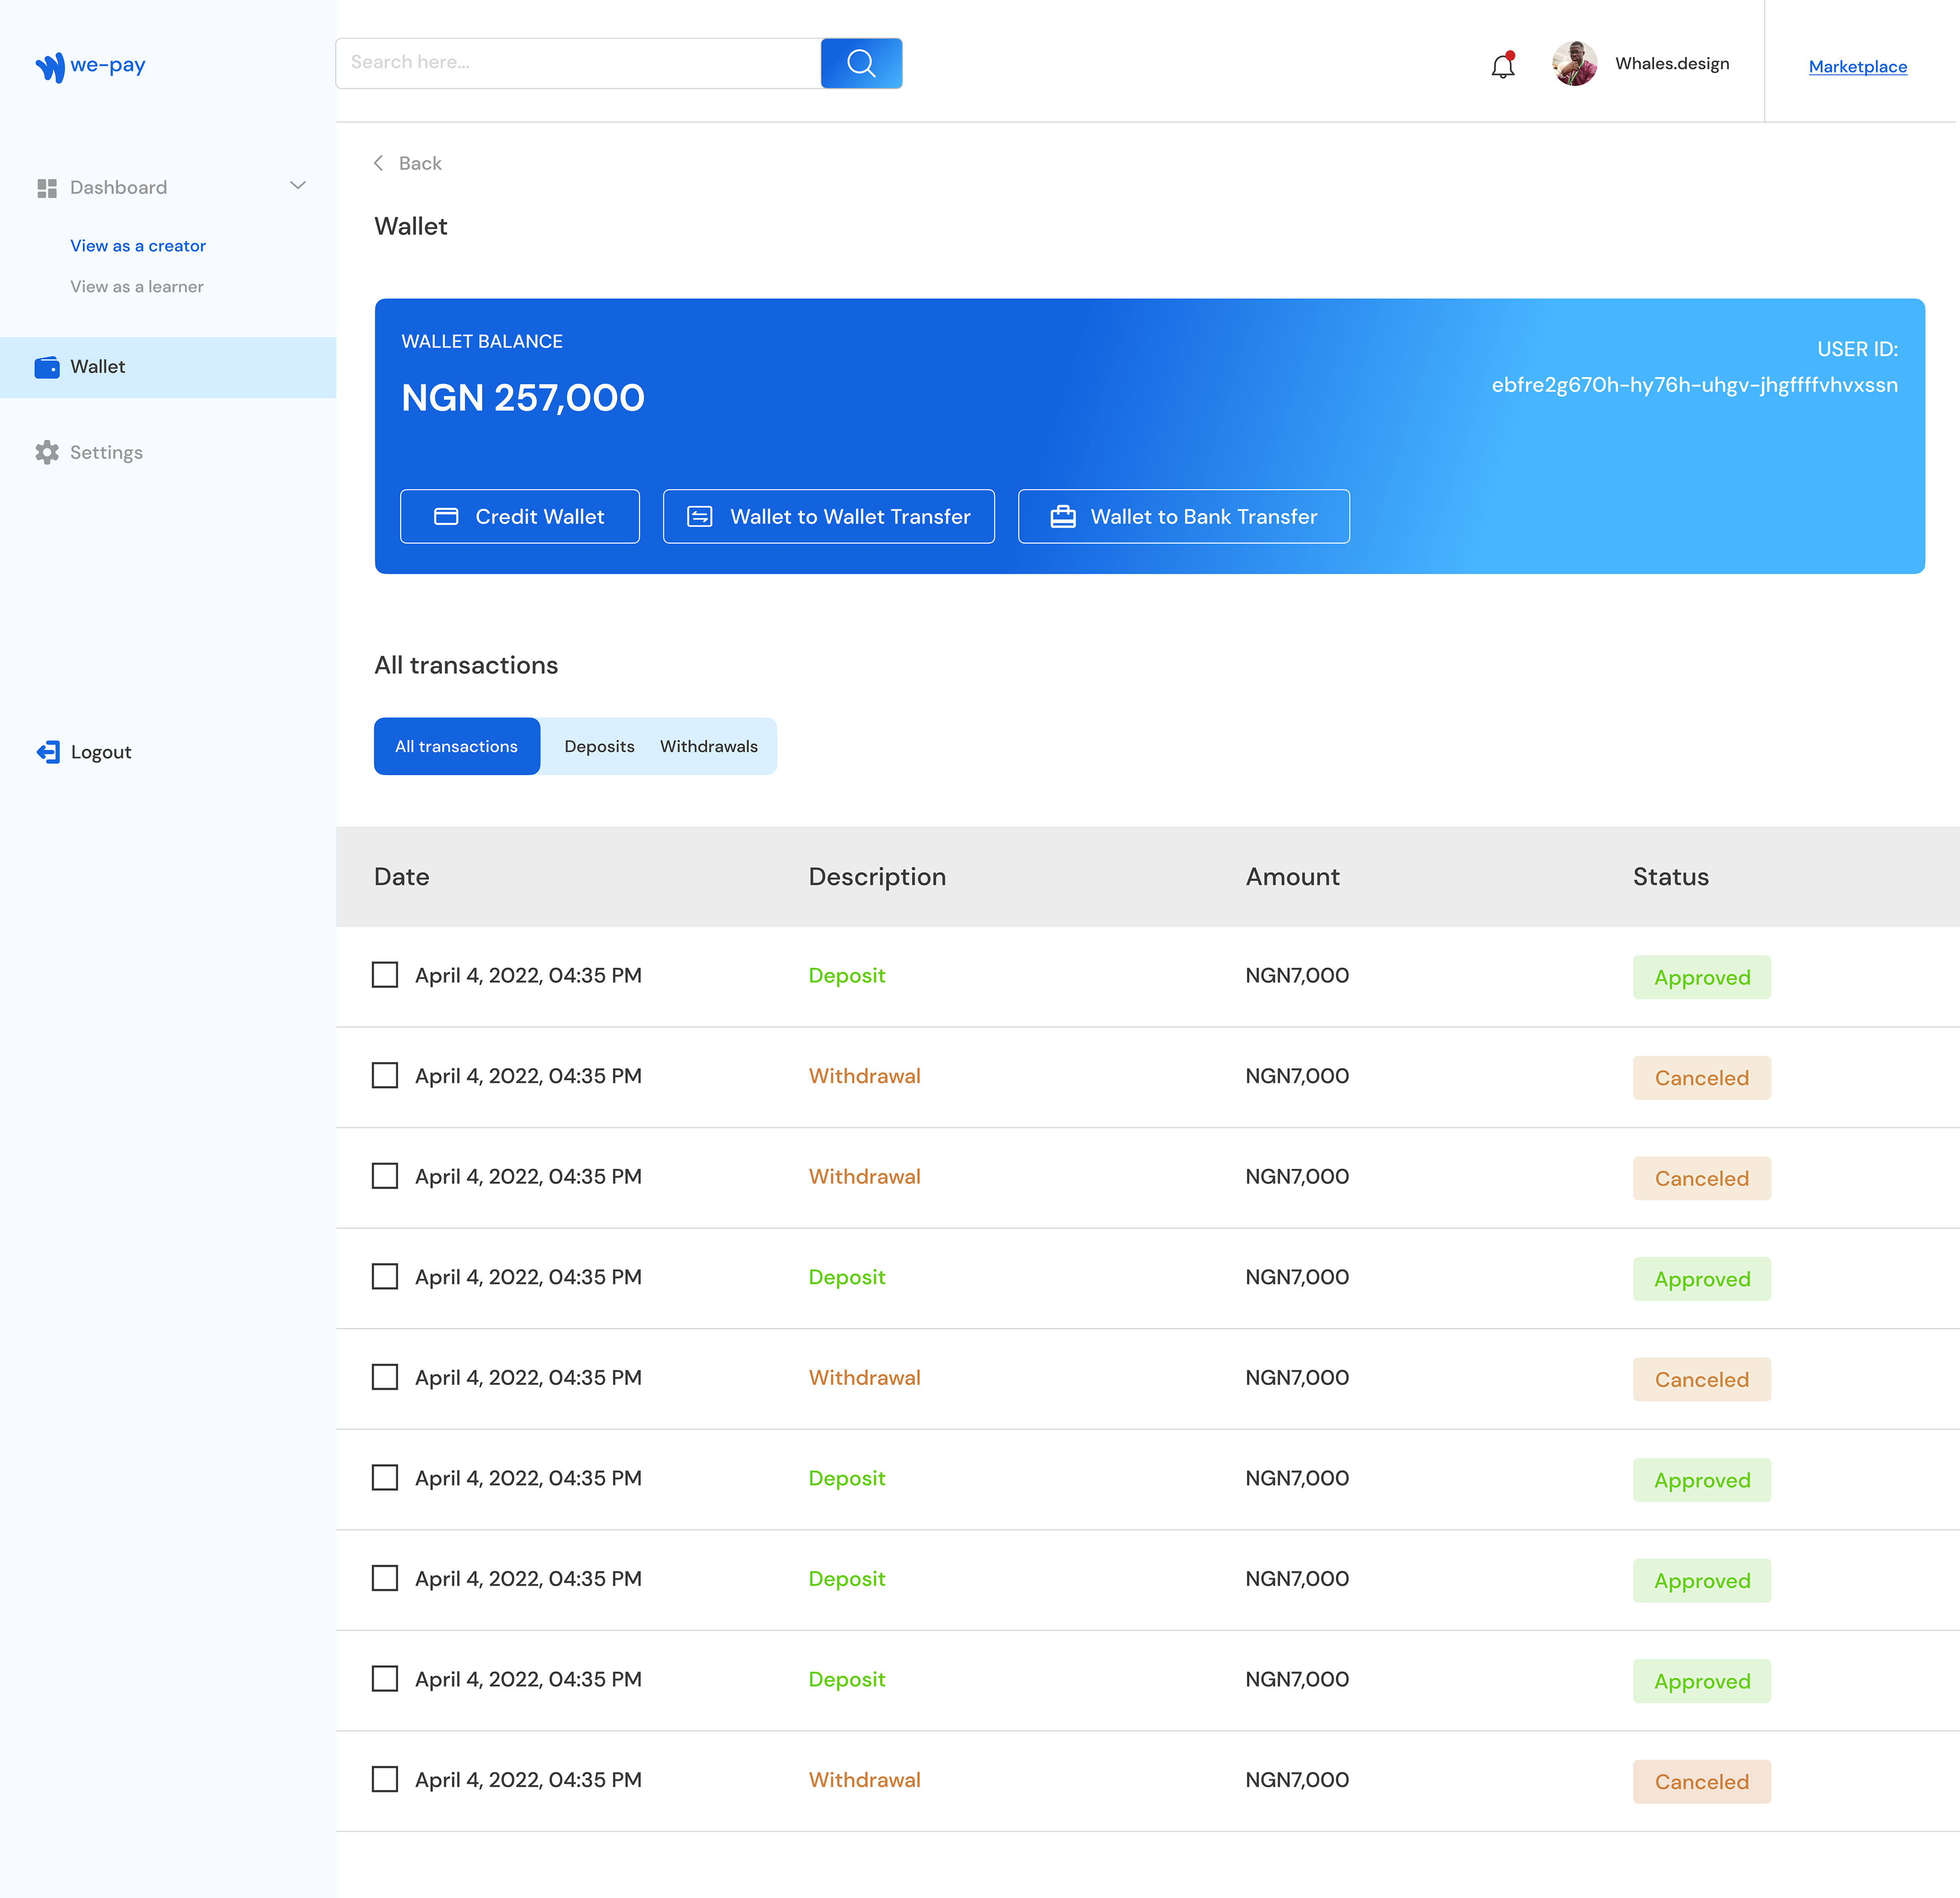 we-pay
Search here...
Whales.design
Marketplace
Dashboard
View as a creator
View as a learner
Wallet
Settings
Logout
Back
Wallet
WALLET BALANCE
NGN 257,000
USER ID:
ebfre2g670h-hy76h-uhgv-jhgffffvhvxssn
Credit Wallet
Wallet to Wallet Transfer
Wallet to Bank Transfer
All transactions
All transactions Deposits Withdrawals
Date Description Amount Status
April 4, 2022, 04:35 PM Deposit NGN7,000 Approved
April 4, 2022, 04:35 PM Withdrawal NGN7,000 Canceled
April 4, 2022, 04:35 PM Withdrawal NGN7,000 Canceled
April 4, 2022, 04:35 PM Deposit NGN7,000 Approved
April 4, 2022, 04:35 PM Withdrawal NGN7,000 Canceled
April 4, 2022, 04:35 PM Deposit NGN7,000 Approved
April 4, 2022, 04:35 PM Deposit NGN7,000 Approved
April 4, 2022, 04:35 PM Deposit NGN7,000 Approved
April 4, 2022, 04:35 PM Withdrawal NGN7,000 Canceled